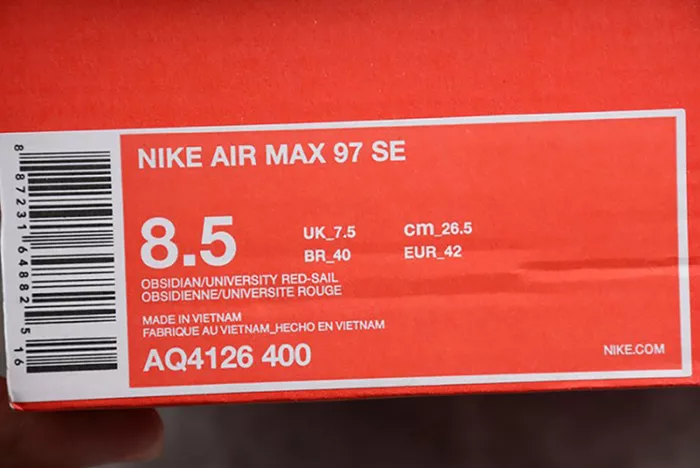 NIKE AIR MAX 97 SE
8.5
UK_7.5
cm_26.5
BR_40
EUR_42
OBSIDIAN/UNIVERSITY RED-SAIL
OBSIDIENNE/UNIVERSITE ROUGE
MADE IN VIETNAM
FABRIQUE AU VIETNAM_HECHO EN VIETNAM
AQ4126 400
NIKE.COM
8 87231 64882 5 16